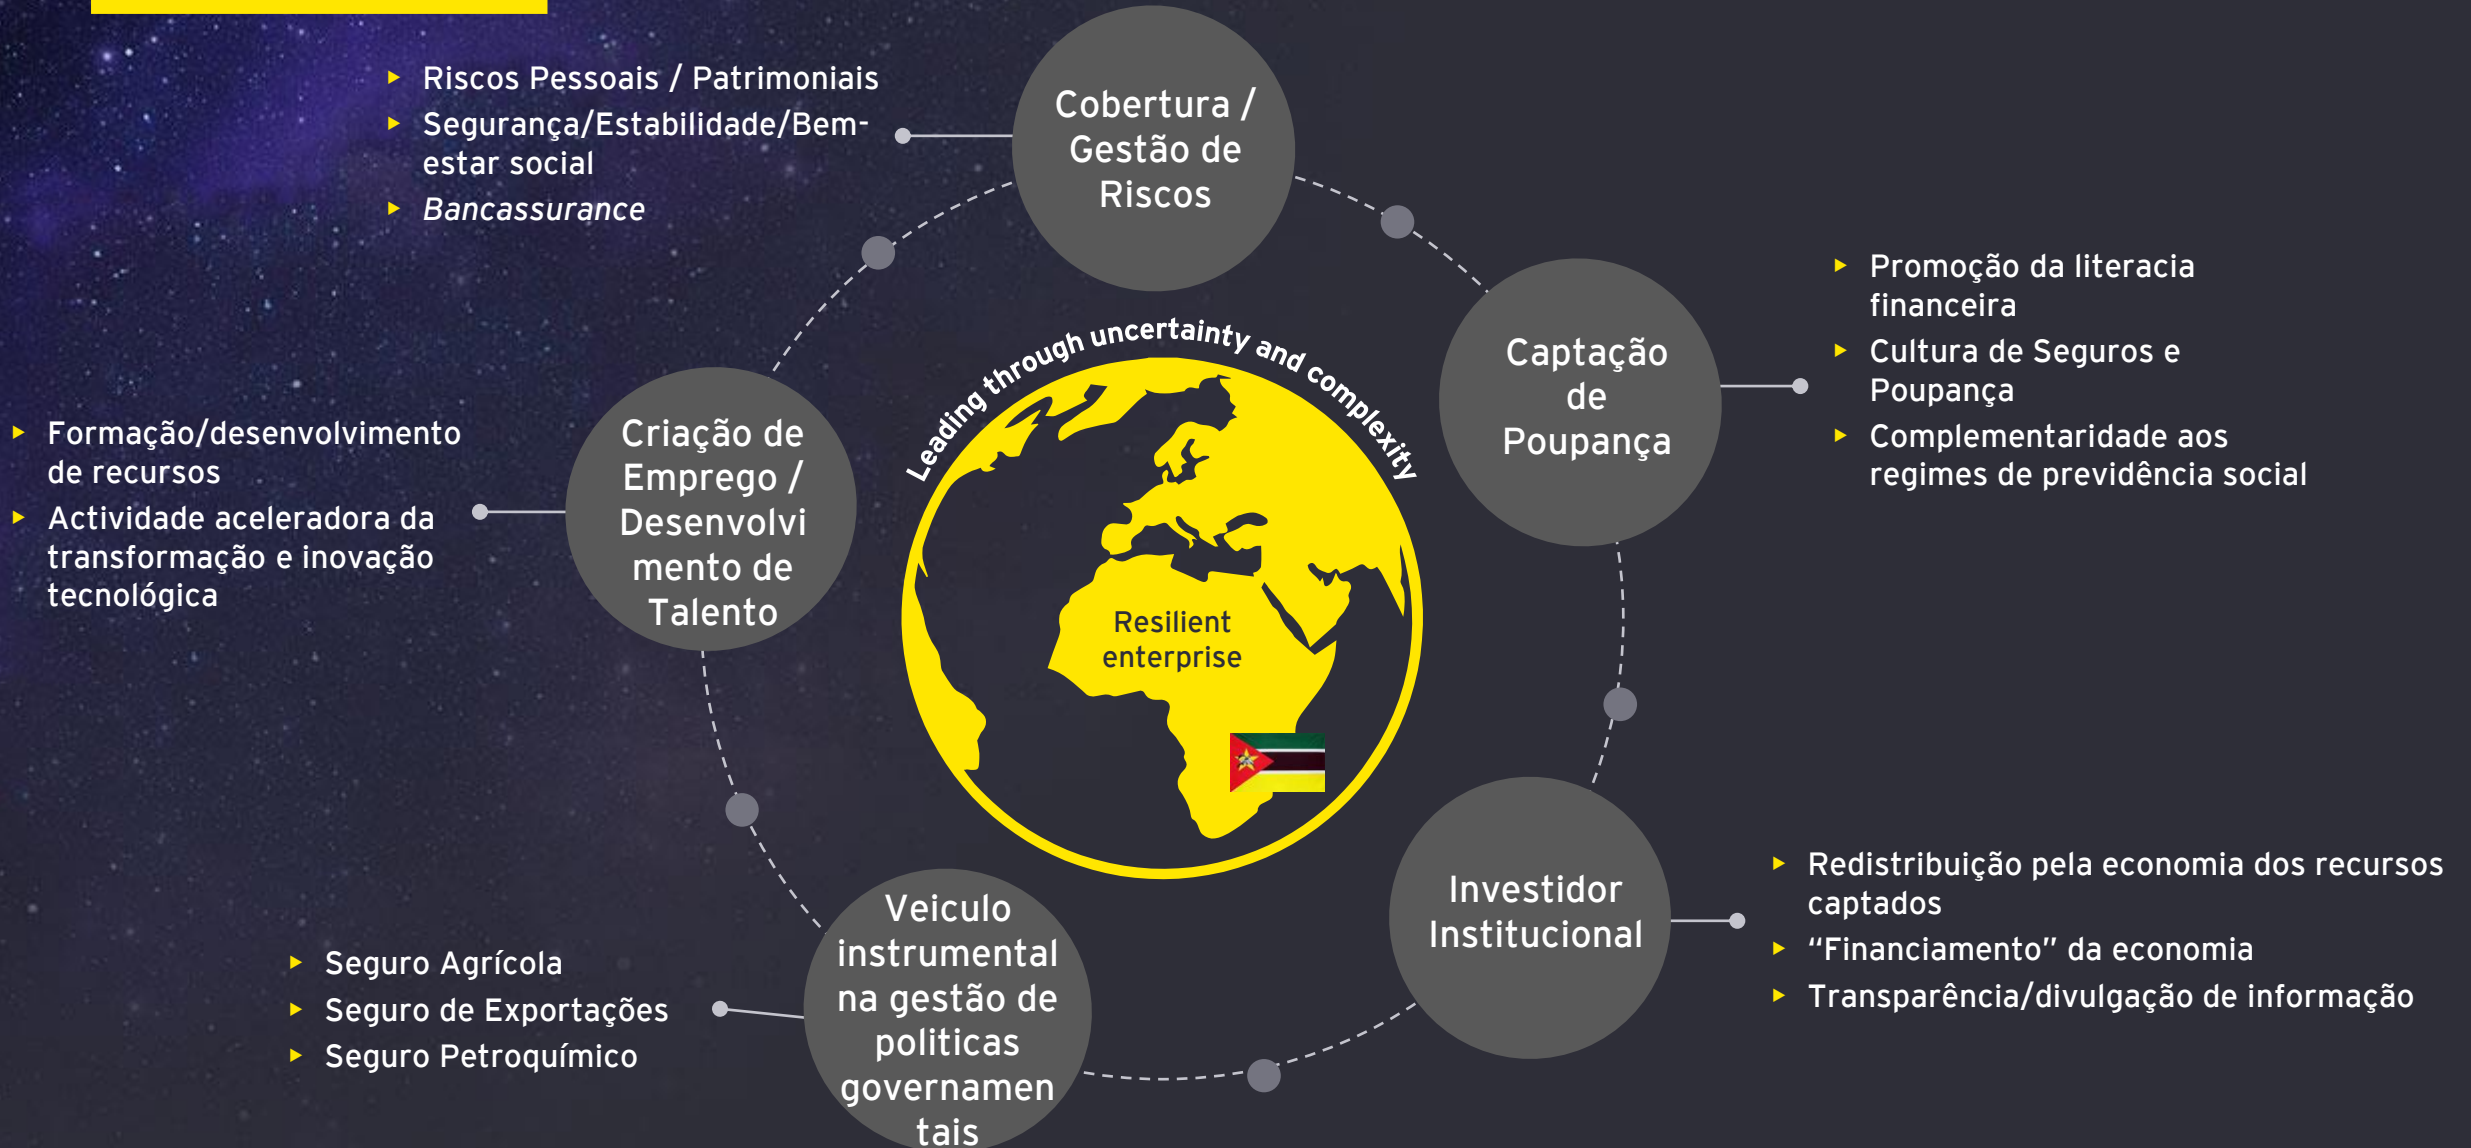 Riscos Pessoais / Patrimoniais
Segurança/Estabilidade/Bem-
estar social
Bancassurance
Cobertura /
Gestão de
Riscos
Promoção da literacia
financeira
Cultura de Seguros e
Poupança
Complementaridade aos
regimes de previdência social
Captação
de
Poupança
Leading through uncertainty and complexity
Resilient
enterprise
Formação/desenvolvimento
de recursos
Actividade aceleradora da
transformação e inovação
tecnológica
Criação de
Emprego /
Desenvolvi
mento de
Talento
Investidor
Institucional
Redistribuição pela economia dos recursos
captados
“Financiamento” da economia
Transparência/divulgação de informação
Seguro Agrícola
Seguro de Exportações
Seguro Petroquímico
Veiculo
instrumental
na gestão de
politicas
governamen
tais